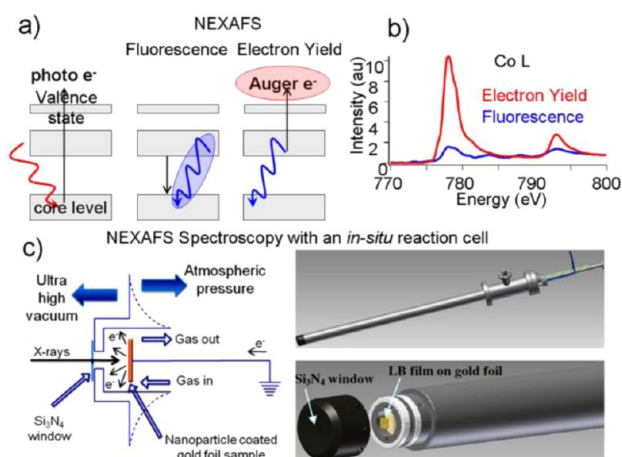 a)
NEXAFS
Fluorescence
Electron Yield
photo e-
Valence
state
core level
Auger e-
b)
Co L
Intensity (au)
10
8
6
4
2
0
Electron Yield
Fluorescence
770
780
790
800
Energy (eV)
c)
NEXAFS Spectroscopy with an in-situ reaction cell
Ultra
high
vacuum
Atmospheric
pressure
X-rays
e-
e-
e-
e-
Gas out
Gas in
Si₃N₄
window
Nanoparticle coated
gold foil sample
Si₃N₄ window
LB film on gold foil